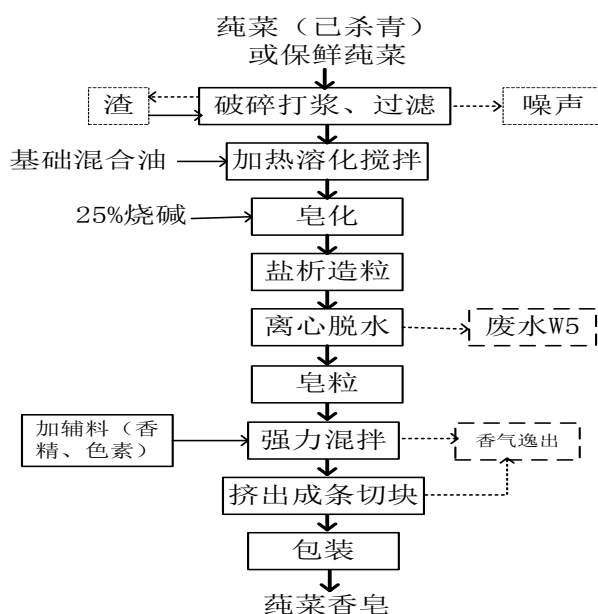 莼菜（已杀青）
或保鲜莼菜
渣
破碎打浆、过滤
噪声
基础混合油
加热溶化搅拌
25%烧碱
皂化
盐析造粒
离心脱水
废水W5
皂粒
加辅料（香
精、色素）
强力混拌
香气逸出
挤出成条切块
包装
莼菜香皂